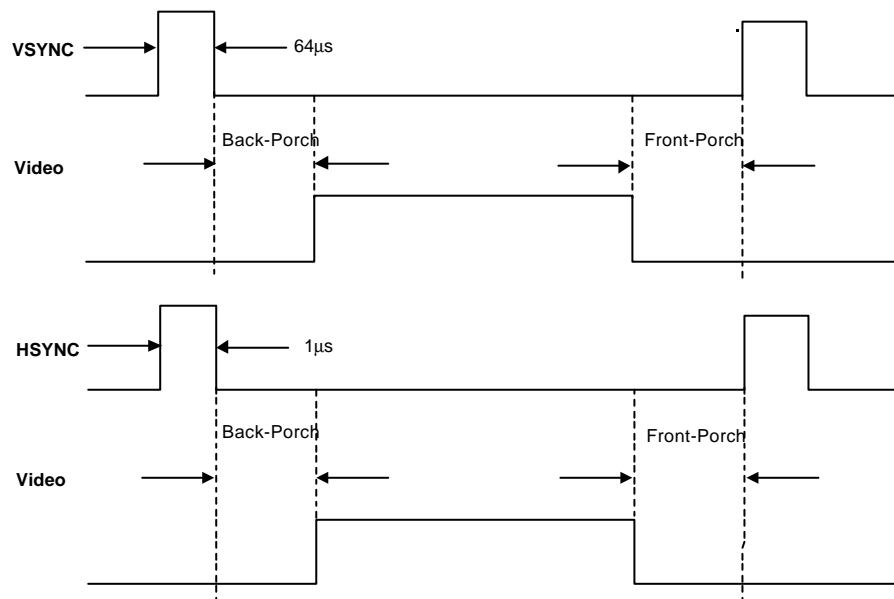 VSYNC
64μs
Back-Porch
Front-Porch
Video
HSYNC
1μs
Back-Porch
Front-Porch
Video